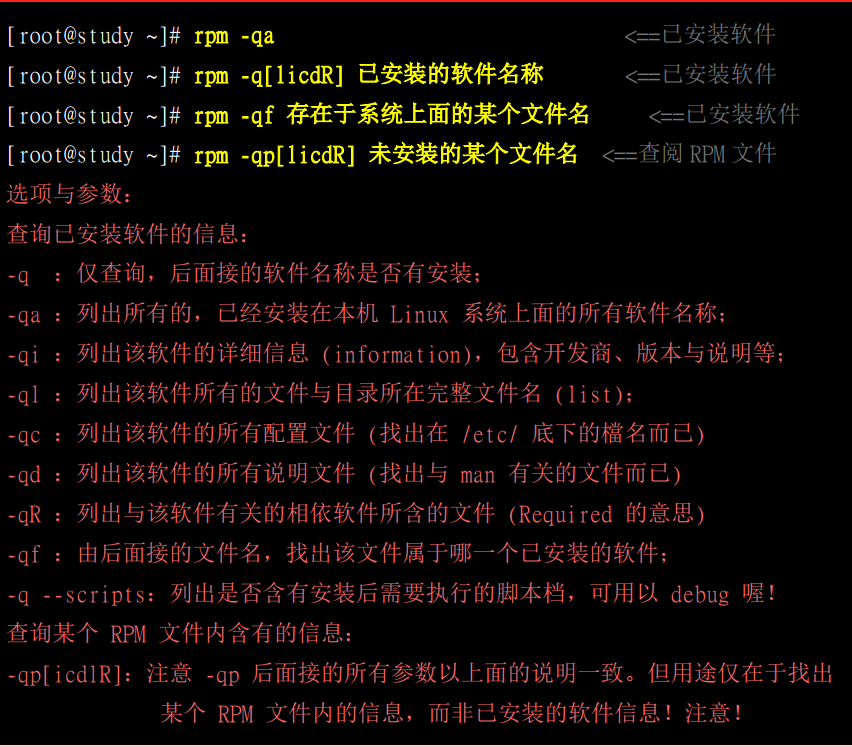 [root@study ~]# rpm -qa <==已安装软件
[root@study ~]# rpm -q[licdR] 已安装的软件名称 <==已安装软件
[root@study ~]# rpm -qf 存在于系统上面的某个文件名 <==已安装软件
[root@study ~]# rpm -qp[licdR] 未安装的某个文件名 <==查阅 RPM 文件
选项与参数：
查询已安装软件的信息：
-q ：仅查询，后面接的软件名称是否有安装；
-qa ：列出所有的，已经安装在本机 Linux 系统上面的所有软件名称；
-qi ：列出该软件的详细信息 (information)，包含开发商、版本与说明等；
-ql ：列出该软件所有的文件与目录所在完整文件名 (list)；
-qc ：列出该软件的所有配置文件 (找出在 /etc/ 底下的檔名而已)
-qd ：列出该软件的所有说明文件 (找出与 man 有关的文件而已)
-qR ：列出与该软件有关的相依软件所含的文件 (Required 的意思)
-qf ：由后面接的文件名，找出该文件属于哪一个已安装的软件；
-q --scripts：列出是否含有安装后需要执行的脚本档，可用以 debug 喔！
查询某个 RPM 文件内含有的信息：
-qp[icdlR]：注意 -qp 后面接的所有参数以上面的说明一致。但用途仅在于找出
某个 RPM 文件内的信息，而非已安装的软件信息！注意！